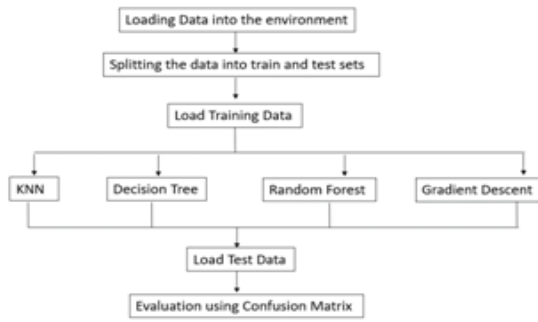 Loading Data into the environment
Splitting the data into train and test sets
Load Training Data
KNN
Decision Tree
Random Forest
Gradient Descent
Load Test Data
Evaluation using Confusion Matrix